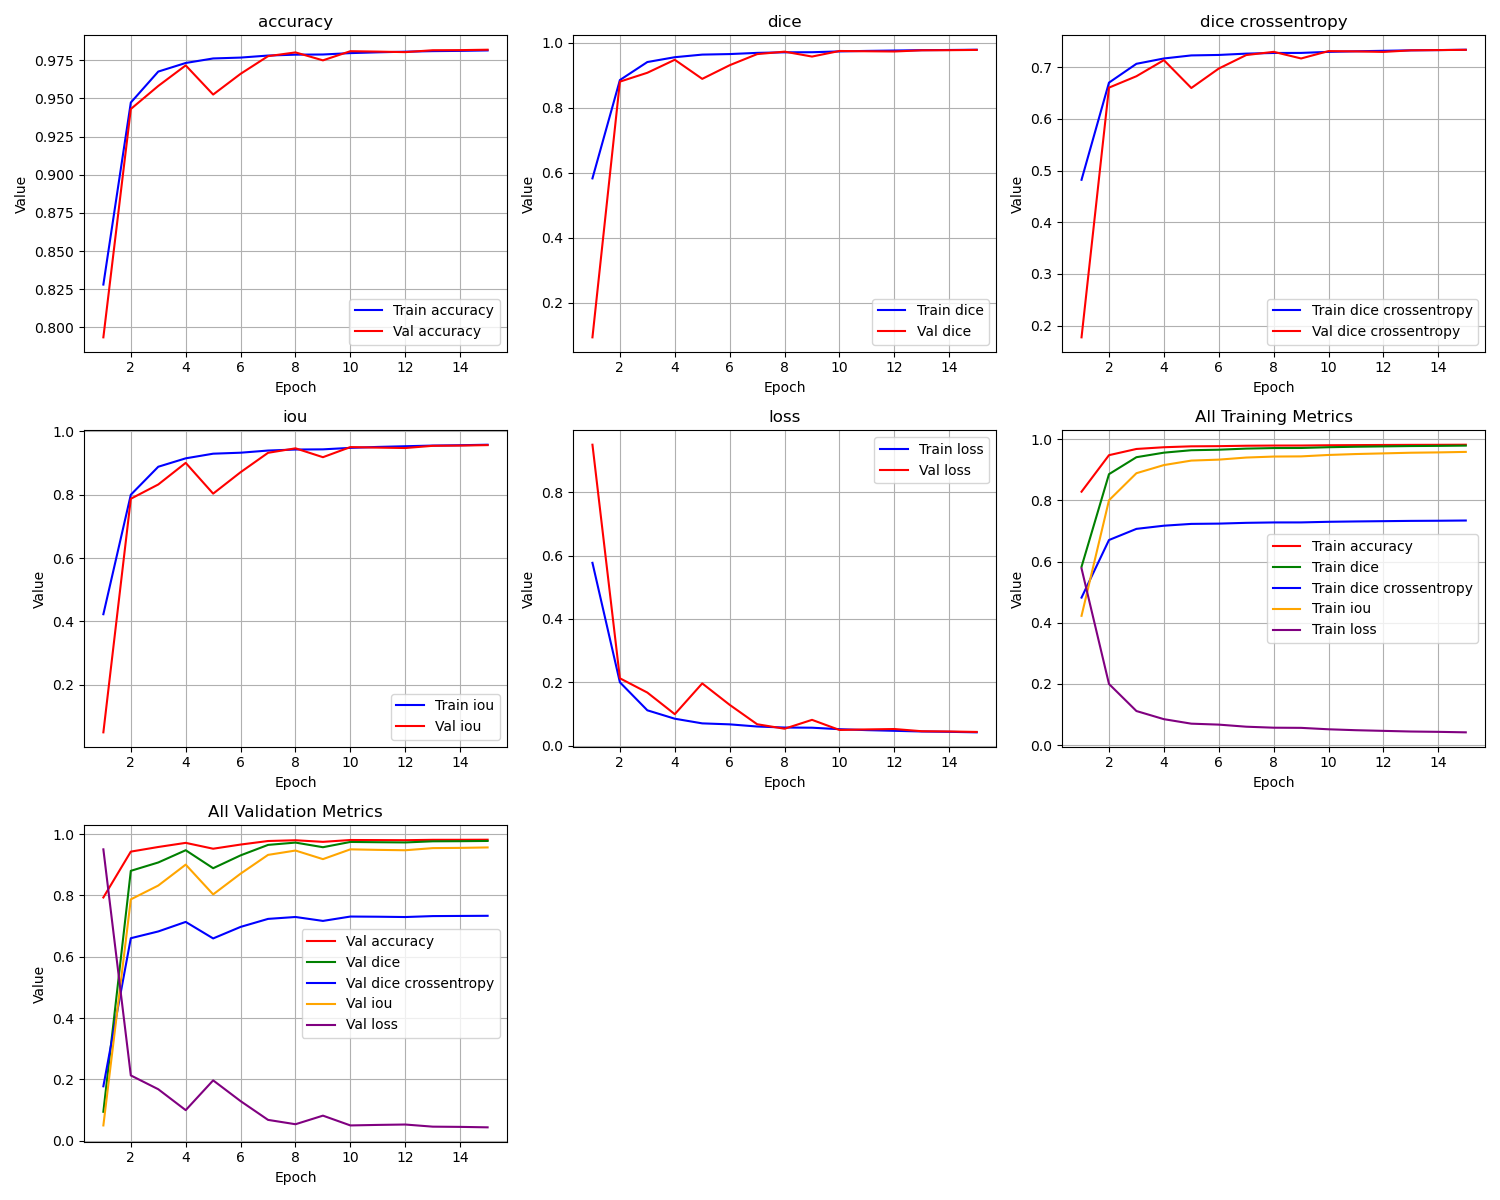 accuracy
Value
0.975
0.950
0.925
0.900
0.875
0.850
0.825
0.800
Train accuracy
Val accuracy
2 4 6 8 10 12 14
Epoch
dice
Value
1.0
0.8
0.6
0.4
0.2
Train dice
Val dice
2 4 6 8 10 12 14
Epoch
dice crossentropy
Value
0.7
0.6
0.5
0.4
0.3
0.2
Train dice crossentropy
Val dice crossentropy
2 4 6 8 10 12 14
Epoch
iou
Value
1.0
0.8
0.6
0.4
0.2
Train iou
Val iou
2 4 6 8 10 12 14
Epoch
loss
Value
0.8
0.6
0.4
0.2
0.0
Train loss
Val loss
2 4 6 8 10 12 14
Epoch
All Training Metrics
Value
1.0
0.8
0.6
0.4
0.2
0.0
Train accuracy
Train dice
Train dice crossentropy
Train iou
Train loss
2 4 6 8 10 12 14
Epoch
All Validation Metrics
Value
1.0
0.8
0.6
0.4
0.2
0.0
Val accuracy
Val dice
Val dice crossentropy
Val iou
Val loss
2 4 6 8 10 12 14
Epoch